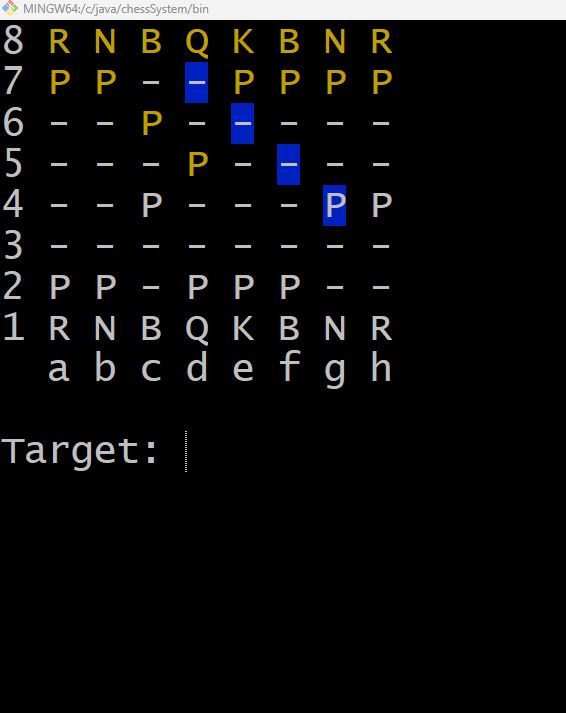 MINGW64:/c/java/chessSystem/bin
8 R N B Q K B N R
7 P P - - P P P P
6 - - P - - - - -
5 - - - P - - - -
4 - - P - - - P P
3 - - - - - - - -
2 P P - P P P - -
1 R N B Q K B N R
a b c d e f g h
Target: